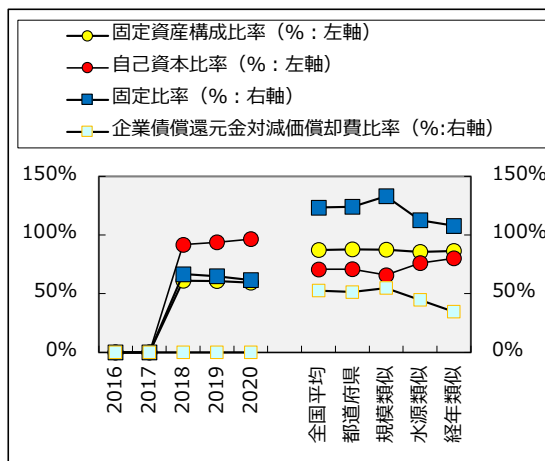 固定資産構成比率（%：左軸）
自己資本比率（%：左軸）
固定比率（%：右軸）
企業債償還元金対減価償却費比率（%:右軸）
150% 150%
100% 100%
50% 50%
0% 0%
2016 2017 2018 2019 2020 全国平均 都道府県 規模類似 水源類似 経年類似